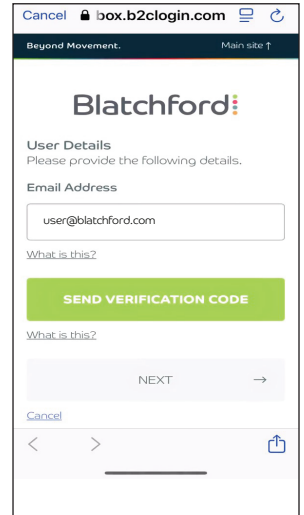 Cancel box.b2clogin.com
Beyond Movement. Main site ↑
Blatchford
User Details
Please provide the following details.
Email Address
user@blatchford.com
What is this?
SEND VERIFICATION CODE
What is this?
NEXT →
Cancel